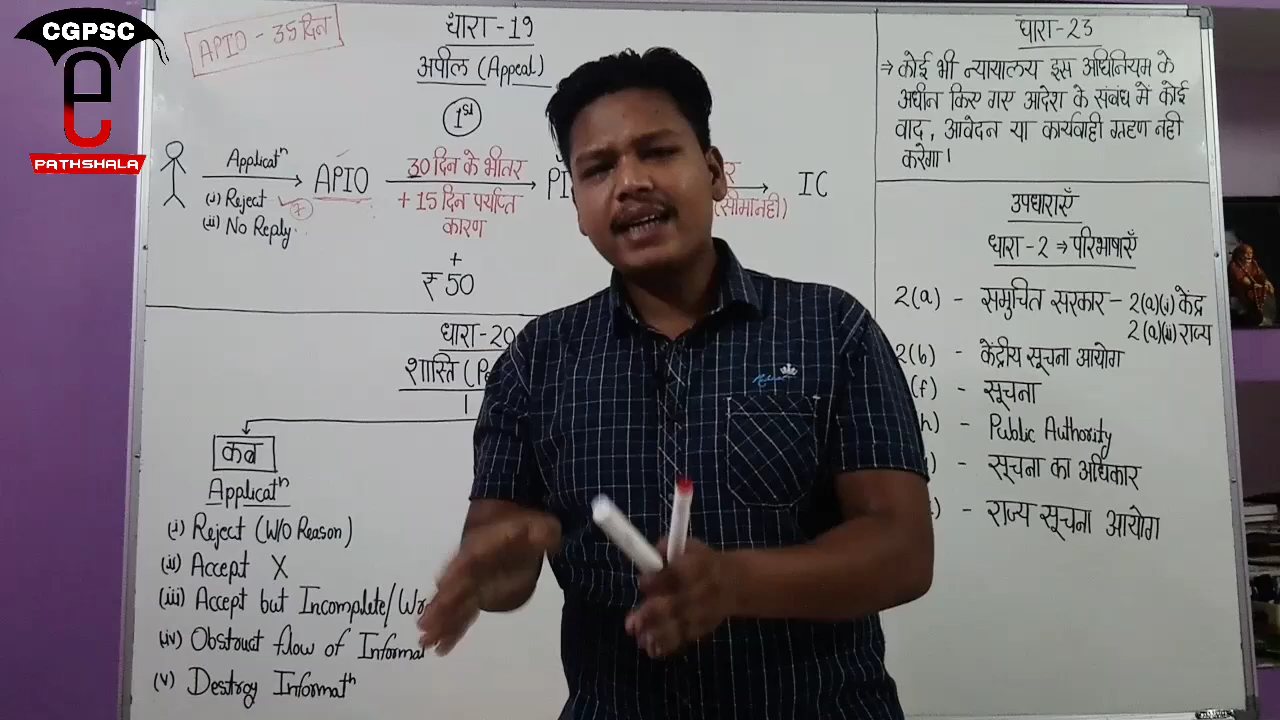 CGPSC
e
PATHSHALA
APIO - 35 दिन
धारा - 19
अपील (Appeal)
1st
Applicatn
(i) Reject
(ii) No Reply
7
APIO
30 दिन के भीतर
+ 15 दिन पर्याप्त
कारण
+
₹ 50
(सीमा नहीं)
IC
धारा - 20
शास्ति
कब
Applicatn
(i) Reject (W/O Reason)
(ii) Accept X
(iii) Accept but Incomplete/
(iv) Obstruct flow of
(v) Destroy Informatn
धारा - 23
⇒ कोई भी न्यायालय इस अधिनियम के
अधीन किए गए आदेश के संबंध में कोई
वाद, आवेदन या कार्यवाही ग्रहण नही
करेगा।
उपधाराएँ
धारा - 2 → परिभाषाएँ
2(a) - समुचित सरकार - 2(a)(i) केंद्र
2(a)(ii) राज्य
2(b) - केंद्रीय सूचना आयोग
(f) - सूचना
- Public Authority
) - सूचना का अधिकार
) - राज्य सूचना आयोग